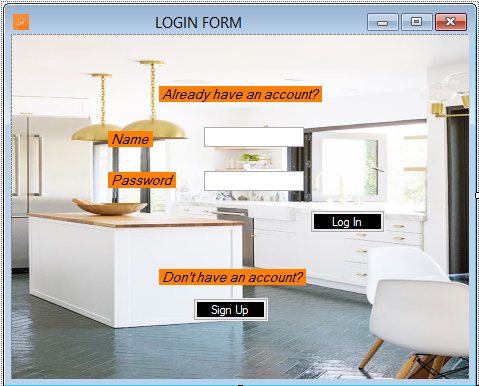 LOGIN FORM
Already have an account?
Name
Password
Log In
Don't have an account?
Sign Up